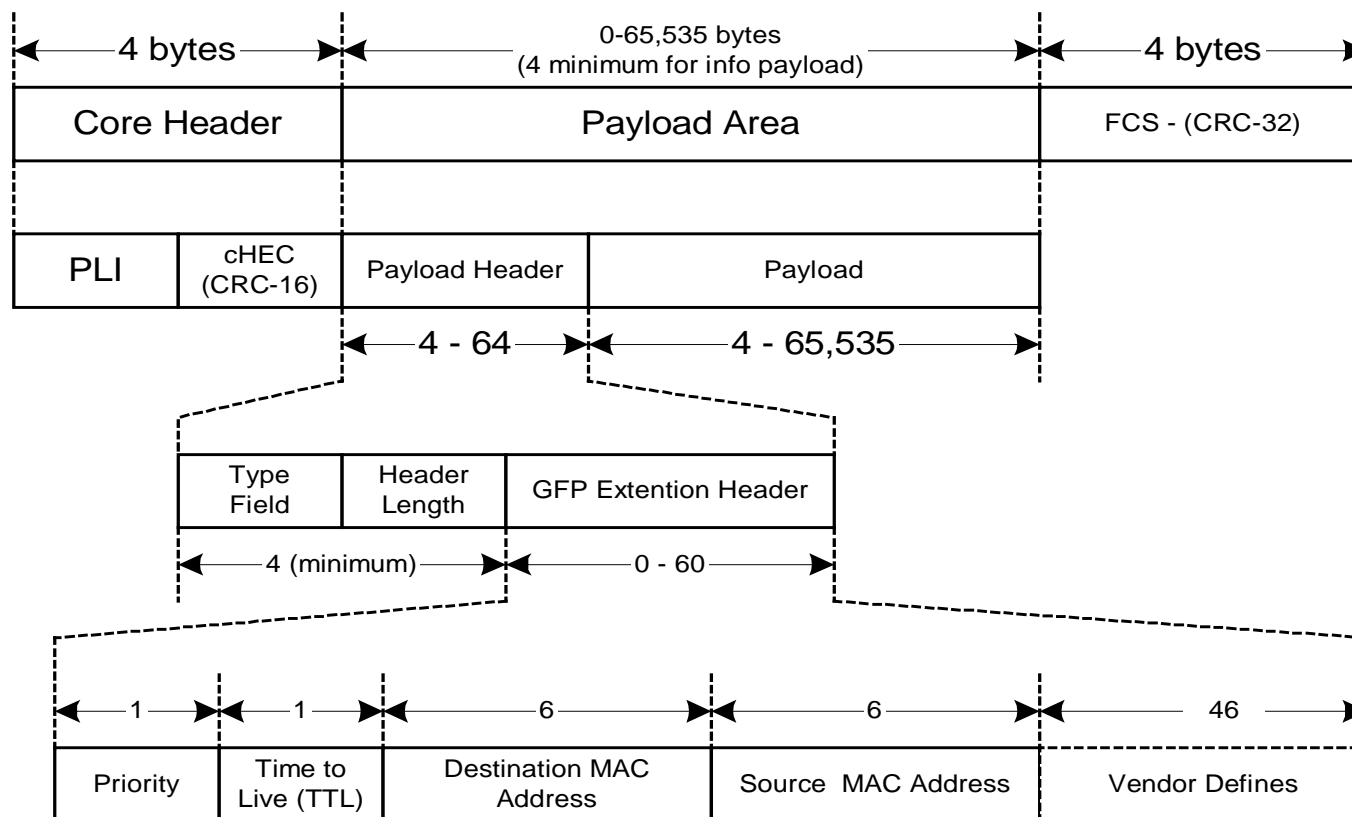 4 bytes
0-65,535 bytes
(4 minimum for info payload)
4 bytes
Core Header
Payload Area
FCS - (CRC-32)
PLI
cHEC
(CRC-16)
Payload Header
Payload
4 - 64
4 - 65,535
Type
Field
Header
Length
GFP Extention Header
4 (minimum)
0 - 60
1
1
6
6
46
Priority
Time to
Live (TTL)
Destination MAC
Address
Source MAC Address
Vendor Defines